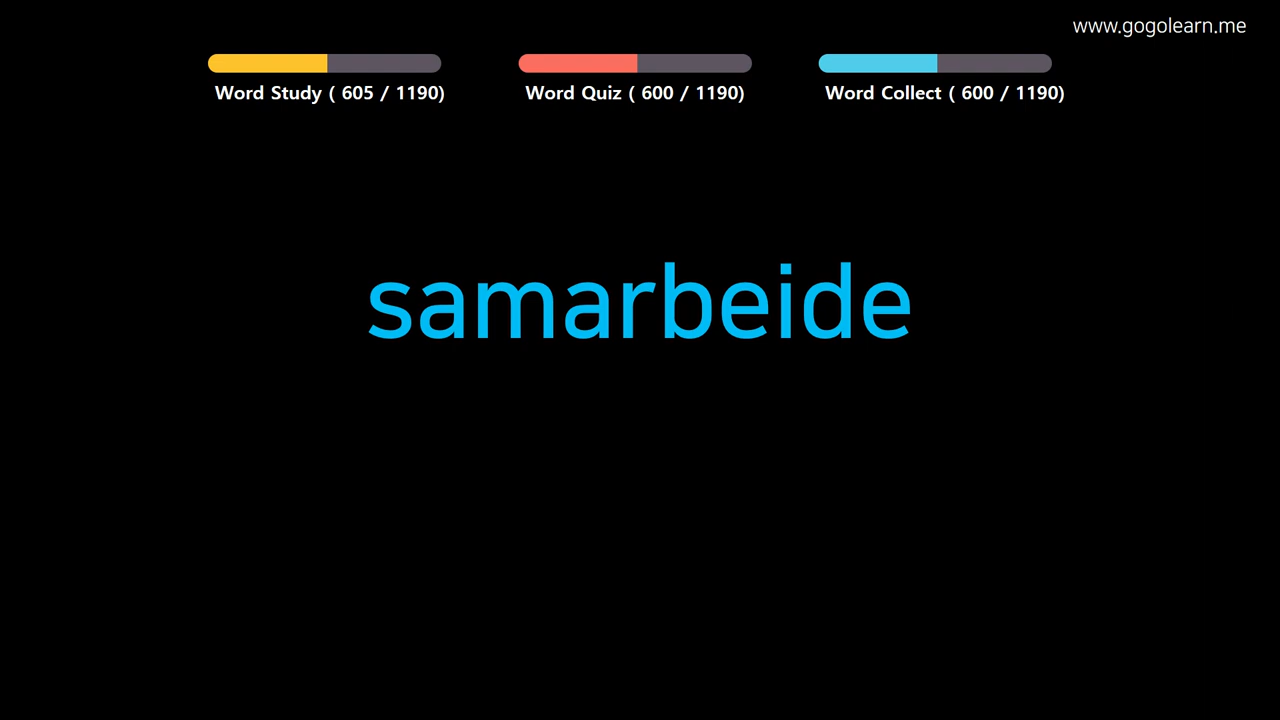 www.gogolearn.me
Word Study ( 605 / 1190)
Word Quiz ( 600 / 1190)
Word Collect ( 600 / 1190)
samarbeide